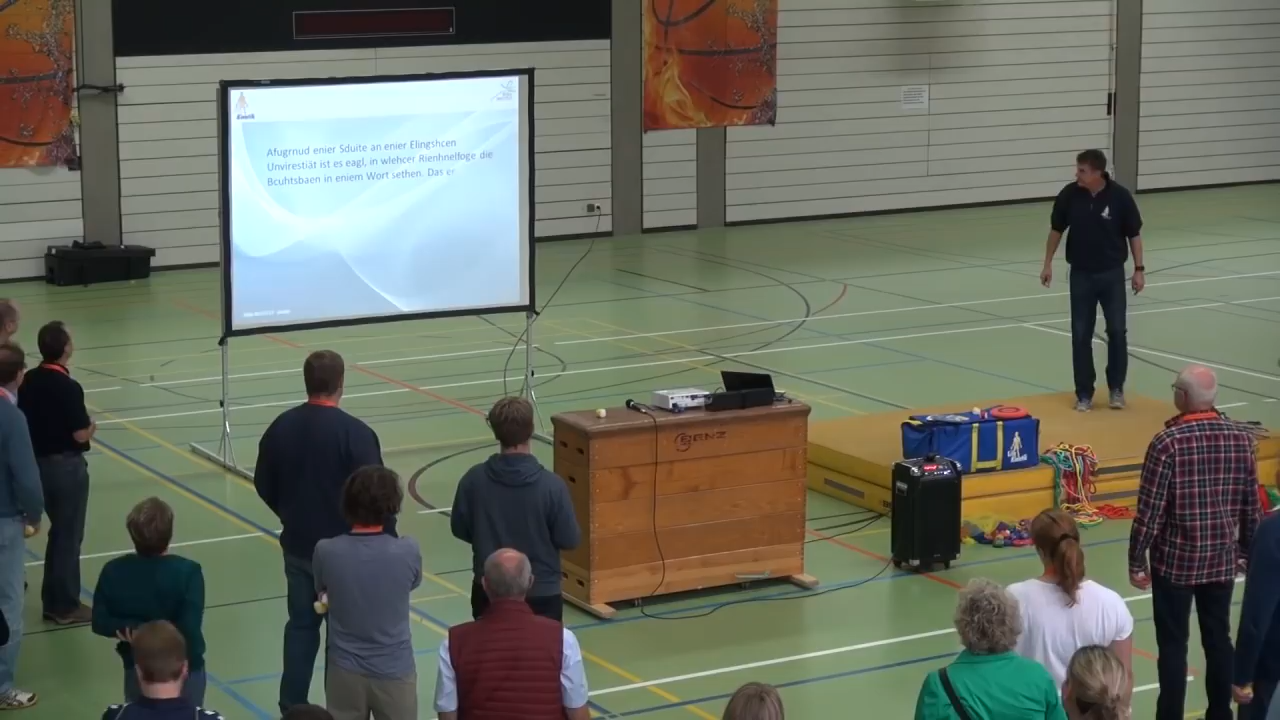 Afugrnud enier Sduite an enier Elingshcen
Unvirestiät ist es eagl, in wlehcer Rienhnelfoge die
Bcuhtsbaen in eniem Wort sethen. Das er
BENZ